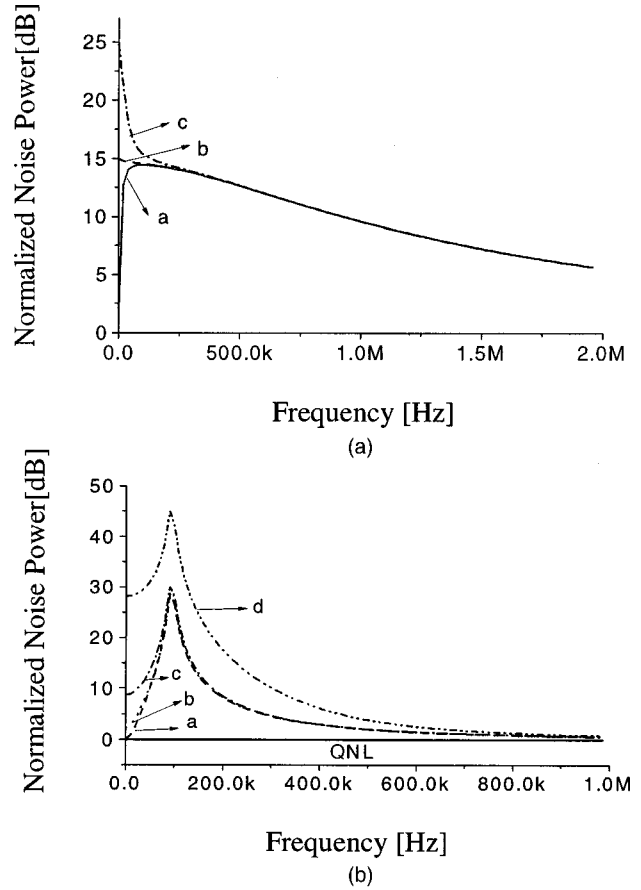 Normalized Noise Power[dB]
25
20
15
10
5
0
c
b
a
0.0
500.0k
1.0M
1.5M
2.0M
Frequency [Hz]
(a)
Normalized Noise Power[dB]
50
40
30
20
10
0
d
c
b
a
QNL
0.0
200.0k
400.0k
600.0k
800.0k
1.0M
Frequency [Hz]
(b)